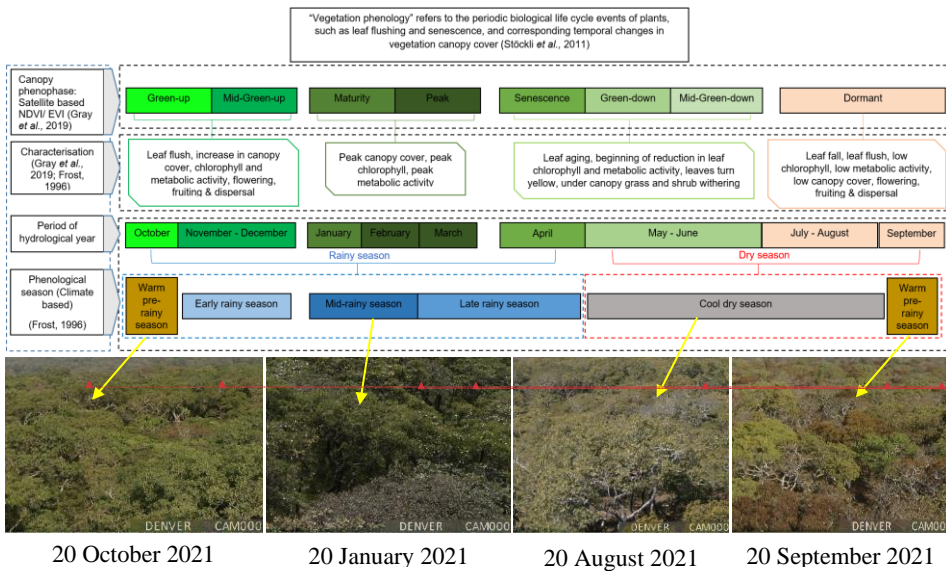 “Vegetation phenology” refers to the periodic biological life cycle events of plants,
such as leaf flushing and senescence, and corresponding temporal changes in
vegetation canopy cover (Stöckli et al., 2011)
Canopy
phenophase:
Satellite based
NDVI/ EVI (Gray
et al., 2019)
Green-up
Mid-Green-up
Maturity
Peak
Senescence
Green-down
Mid-Green-down
Dormant
Characterisation
(Gray et al.,
2019; Frost,
1996)
Leaf flush, increase in canopy
cover, chlorophyll and
metabolic activity, flowering,
fruiting & dispersal
Peak canopy cover, peak
chlorophyll, peak
metabolic activity
Leaf aging, beginning of reduction in leaf
chlorophyll and metabolic activity, leaves turn
yellow, under canopy grass and shrub withering
Leaf fall, leaf flush, low
chlorophyll, low metabolic activity,
low canopy cover, flowering,
fruiting & dispersal
Period of
hydrological year
October
November - December
January
February
March
April
May - June
July - August
September
Rainy season
Dry season
Phenological
season (Climate
based)
(Frost, 1996)
Warm
pre-
rainy
season
Early rainy season
Mid-rainy season
Late rainy season
Cool dry season
Warm
pre-
rainy
season
DENVER CAM000
DENVER CAM000
DENVER CAM000
DENVER CAM000
20 October 2021
20 January 2021
20 August 2021
20 September 2021